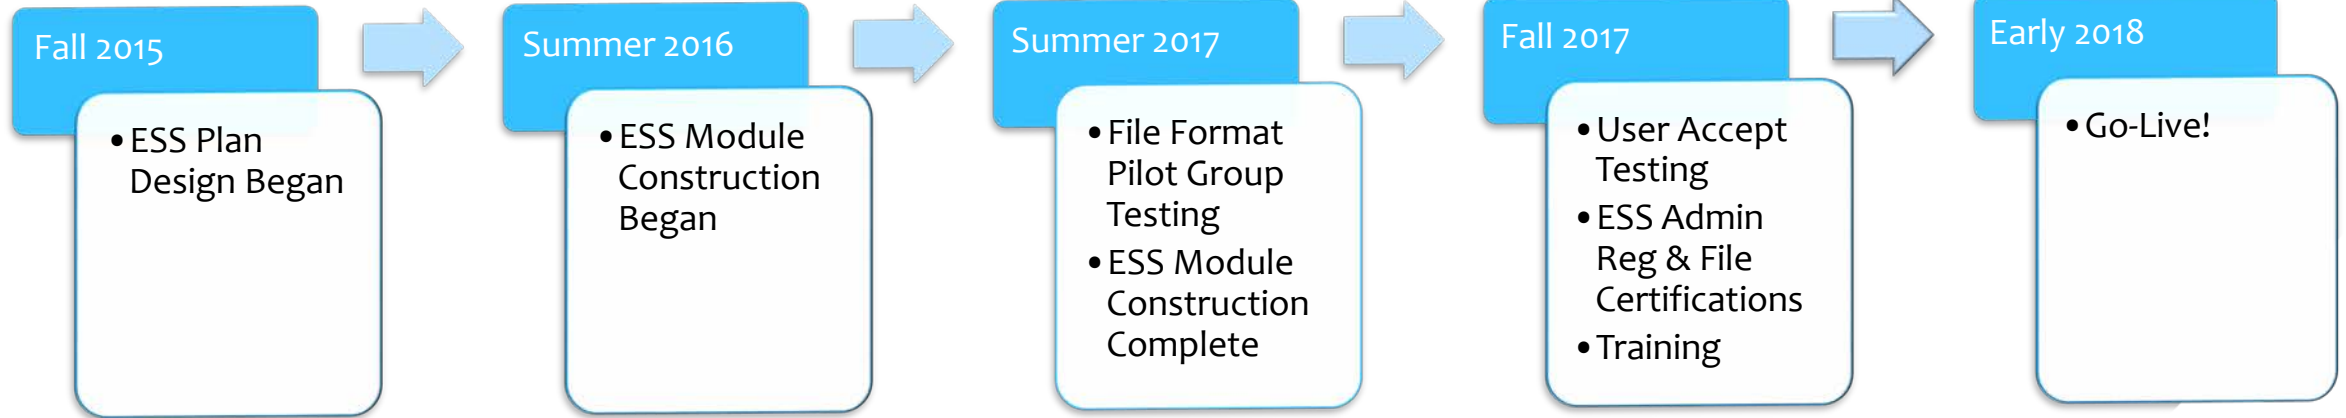 Fall 2015
• ESS Plan
Design Began
Summer 2016
• ESS Module
Construction
Began
Summer 2017
• File Format
Pilot Group
Testing
• ESS Module
Construction
Complete
Fall 2017
• User Accept
Testing
• ESS Admin
Reg & File
Certifications
• Training
Early 2018
• Go-Live!